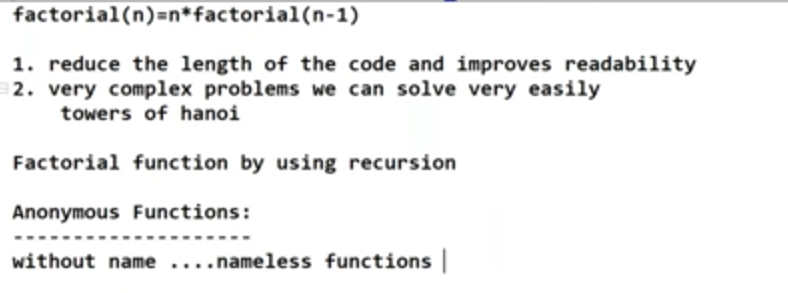 factorial(n)=n*factorial(n-1)
1. reduce the length of the code and improves readability
2. very complex problems we can solve very easily
towers of hanoi
Factorial function by using recursion
Anonymous Functions:
--------------------
without name ....nameless functions